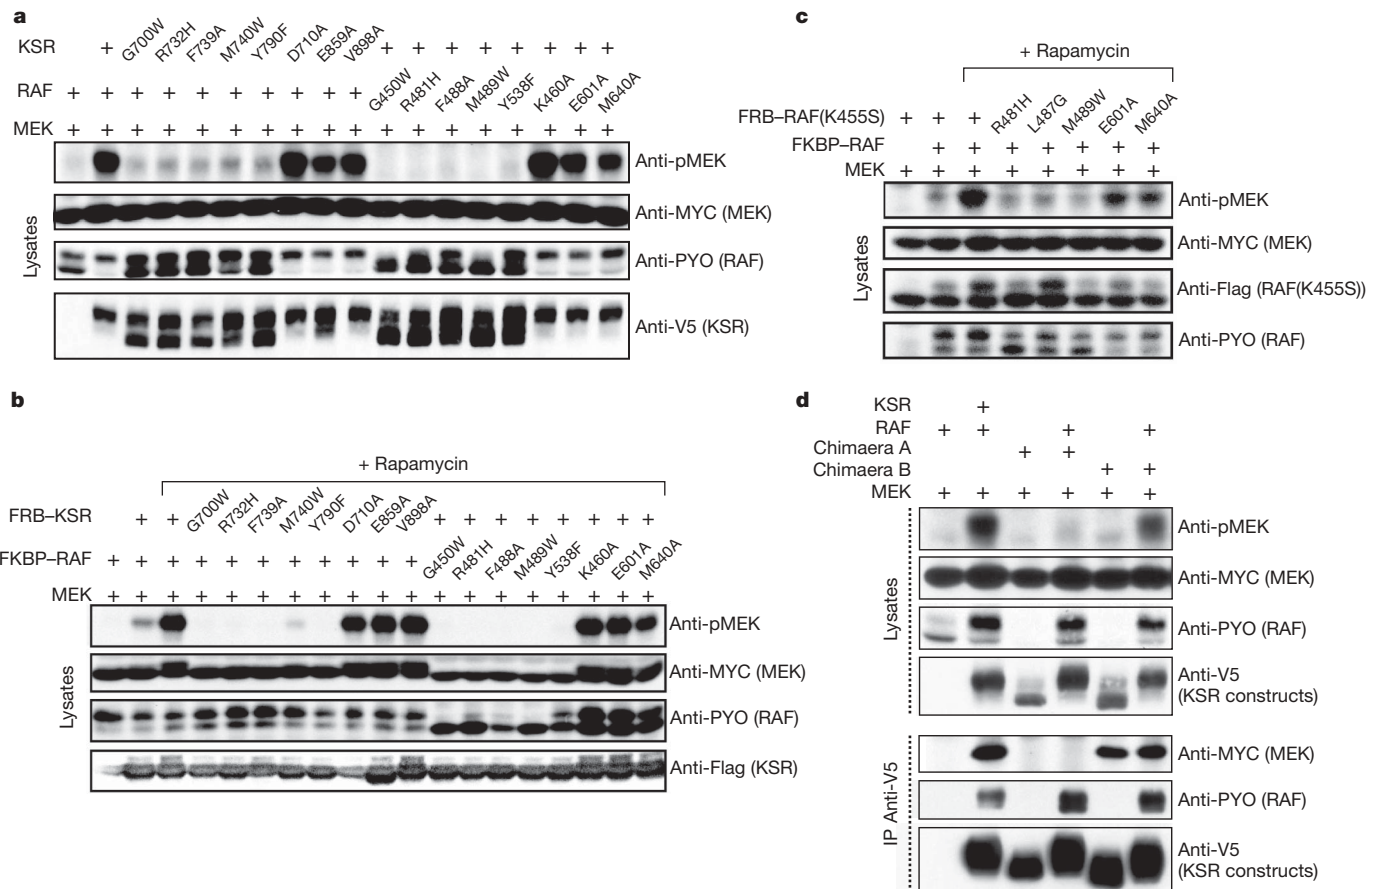 a
KSR + G700W R732H F739A M740W Y790F D710A E859A V898A + + + + + + + +
RAF + + + + + + + + + + G450W R481H F488A M489W Y538F K460A E601A M640A
MEK + + + + + + + + + + + + + + + + + +
Anti-pMEK
Anti-MYC (MEK)
Anti-PYO (RAF)
Anti-V5 (KSR)
Lysates
b
+ Rapamycin
FRB–KSR + + G700W R732H F739A M740W Y790F D710A E859A V898A + + + + + + + +
FKBP–RAF + + + + + + + + + + + G450W R481H F488A M489W Y538F K460A E601A M640A
MEK + + + + + + + + + + + + + + + + + + +
Anti-pMEK
Anti-MYC (MEK)
Anti-PYO (RAF)
Anti-Flag (KSR)
Lysates
c
+ Rapamycin
FRB–RAF(K455S) + + + R481H L487G M489W E601A M640A
FKBP–RAF + + + + + + +
MEK + + + + + + + +
Anti-pMEK
Anti-MYC (MEK)
Anti-Flag (RAF(K455S))
Anti-PYO (RAF)
Lysates
d
KSR +
RAF + + + +
Chimaera A + +
Chimaera B + +
MEK + + + + + +
Anti-pMEK
Anti-MYC (MEK)
Anti-PYO (RAF)
Anti-V5
(KSR constructs)
Lysates
Anti-MYC (MEK)
Anti-PYO (RAF)
Anti-V5
(KSR constructs)
IP Anti-V5